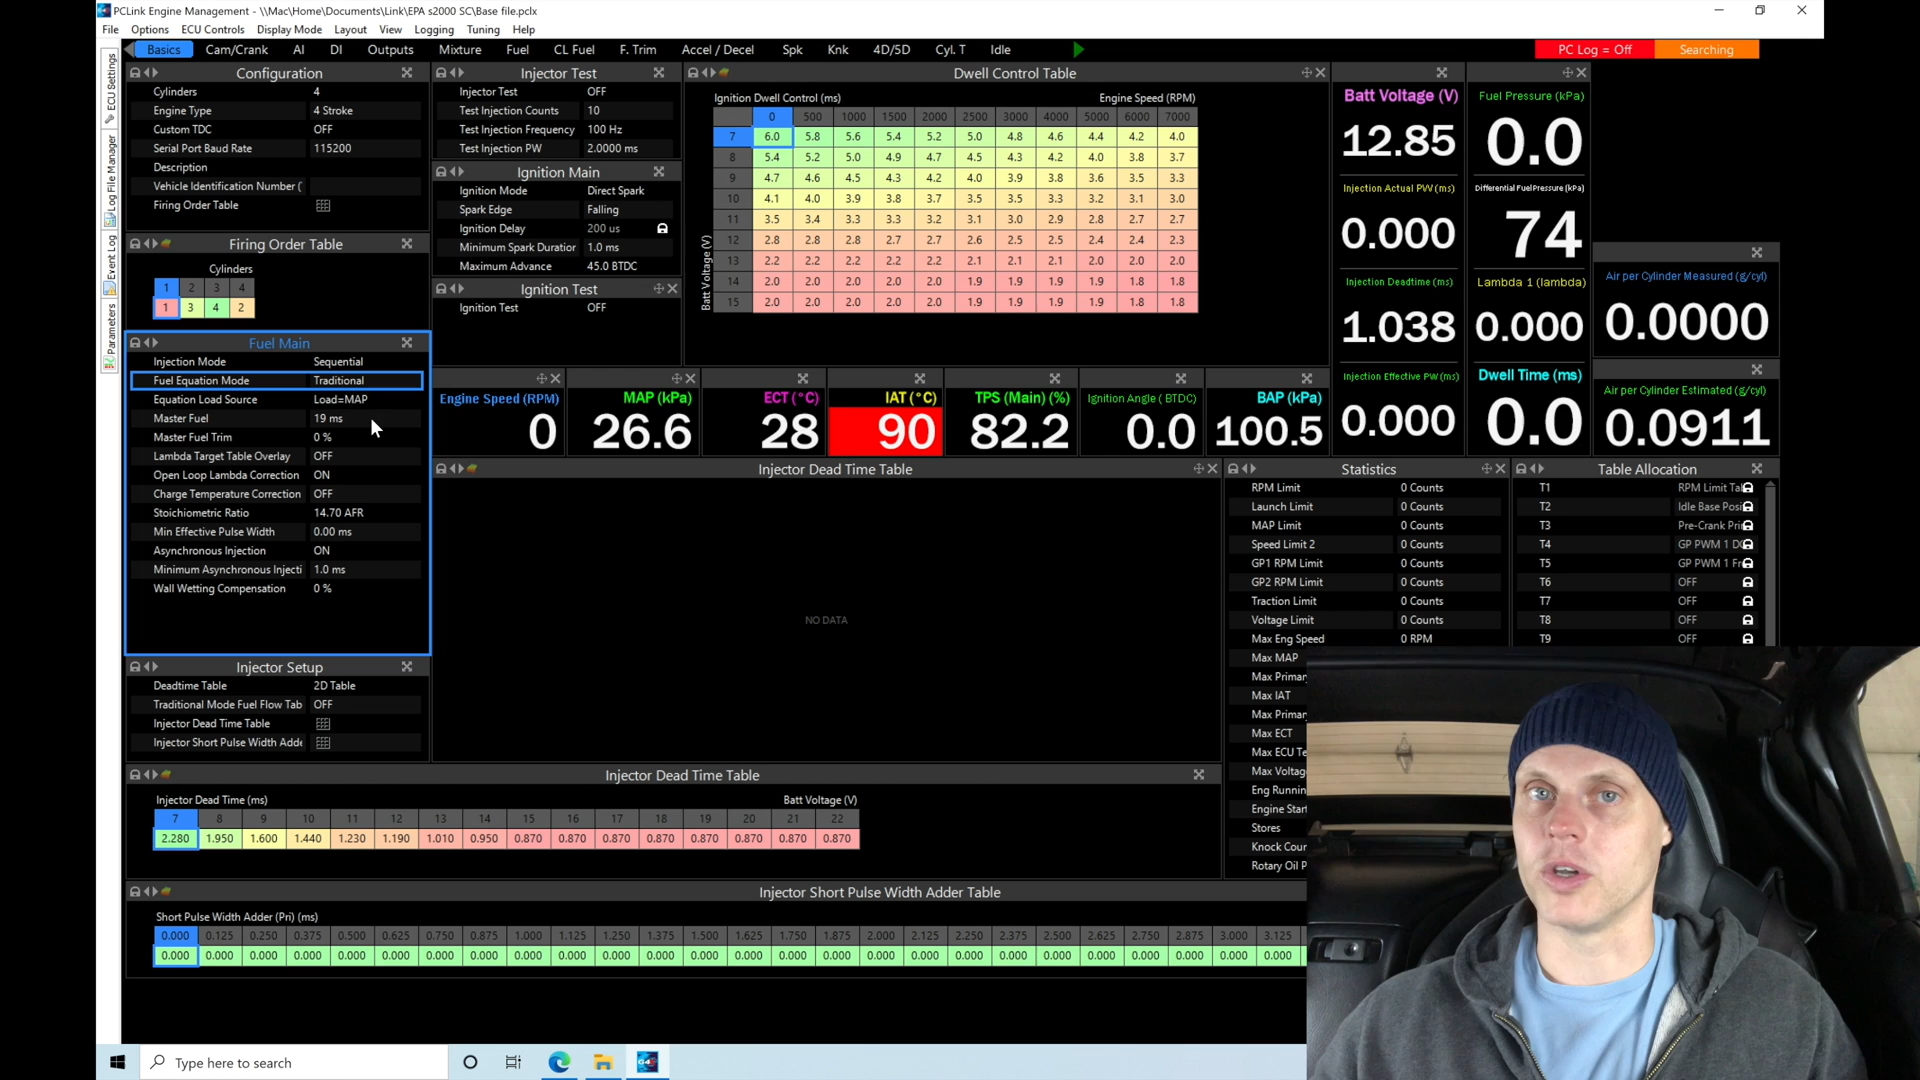 PCLink Engine Management - \\Mac\Home\Documents\Link\EPA s2000 SC\Base file.pclx
File Options ECU Controls Display Mode Layout View Logging Tuning Help
Basics Cam/Crank AI DI Outputs Mixture Fuel CL Fuel F. Trim Accel / Decel Spk Knk 4D/5D Cyl. T Idle
PC Log = Off Searching
ECU Settings
Log File Manager
Event Log
Parameters
Configuration
Cylinders 4
Engine Type 4 Stroke
Custom TDC OFF
Serial Port Baud Rate 115200
Description
Vehicle Identification Number (
Firing Order Table
Firing Order Table
Cylinders
1 2 3 4
1 3 4 2
Fuel Main
Injection Mode Sequential
Fuel Equation Mode Traditional
Equation Load Source Load=MAP
Master Fuel 19 ms
Master Fuel Trim 0 %
Lambda Target Table Overlay OFF
Open Loop Lambda Correction ON
Charge Temperature Correction OFF
Stoichiometric Ratio 14.70 AFR
Min Effective Pulse Width 0.00 ms
Asynchronous Injection ON
Minimum Asynchronous Injecti 1.0 ms
Wall Wetting Compensation 0 %
Injector Setup
Deadtime Table 2D Table
Traditional Mode Fuel Flow Tab OFF
Injector Dead Time Table
Injector Short Pulse Width Adde
Injector Test
Injector Test OFF
Test Injection Counts 10
Test Injection Frequency 100 Hz
Test Injection PW 2.0000 ms
Ignition Main
Ignition Mode Direct Spark
Spark Edge Falling
Ignition Delay 200 us
Minimum Spark Duratior 1.0 ms
Maximum Advance 45.0 BTDC
Ignition Test
Ignition Test OFF
Dwell Control Table
Ignition Dwell Control (ms) Engine Speed (RPM)
Batt Voltage (V)
0 500 1000 1500 2000 2500 3000 4000 5000 6000 7000
7 6.0 5.8 5.6 5.4 5.2 5.0 4.8 4.6 4.4 4.2 4.0
8 5.4 5.2 5.0 4.9 4.7 4.5 4.3 4.2 4.0 3.8 3.7
9 4.7 4.6 4.5 4.3 4.2 4.0 3.9 3.8 3.6 3.5 3.3
10 4.1 4.0 3.9 3.8 3.7 3.5 3.5 3.3 3.2 3.1 3.0
11 3.5 3.4 3.3 3.3 3.2 3.1 3.0 2.9 2.8 2.7 2.7
12 2.8 2.8 2.8 2.7 2.7 2.6 2.5 2.5 2.4 2.4 2.3
13 2.2 2.2 2.2 2.2 2.2 2.1 2.1 2.1 2.0 2.0 2.0
14 2.0 2.0 2.0 2.0 2.0 1.9 1.9 1.9 1.9 1.8 1.8
15 2.0 2.0 2.0 2.0 2.0 1.9 1.9 1.9 1.9 1.8 1.8
Batt Voltage (V)
12.85
Injection Actual PW (ms)
0.000
Injection Deadtime (ms)
1.038
Injection Effective PW (ms)
0.000
Fuel Pressure (kPa)
0.0
Differential FuelPressure (kPa)
74
Lambda 1 (lambda)
0.000
Dwell Time (ms)
0.0
Air per Cylinder Measured (g/cyl)
0.0000
Air per Cylinder Estimated (g/cyl)
0.0911
Engine Speed (RPM)
0
MAP (kPa)
26.6
ECT (°C)
28
IAT (°C)
90
TPS (Main) (%)
82.2
Ignition Angle ( BTDC)
0.0
BAP (kPa)
100.5
Injector Dead Time Table
NO DATA
Statistics
RPM Limit 0 Counts
Launch Limit 0 Counts
MAP Limit 0 Counts
Speed Limit 2 0 Counts
GP1 RPM Limit 0 Counts
GP2 RPM Limit 0 Counts
Traction Limit 0 Counts
Voltage Limit 0 Counts
Max Eng Speed 0 RPM
Max MAP
Max Primar
Max IAT
Max Primar
Max ECT
Max ECU Te
Max Voltag
Eng Runnin
Engine Start
Stores
Knock Cour
Rotary Oil P
Table Allocation
T1 RPM Limit Tal
T2 Idle Base Posi
T3 Pre-Crank Pri
T4 GP PWM 1 D
T5 GP PWM 1 Fr
T6 OFF
T7 OFF
T8 OFF
T9 OFF
Injector Dead Time Table
Injector Dead Time (ms) Batt Voltage (V)
7 8 9 10 11 12 13 14 15 16 17 18 19 20 21 22
2.280 1.950 1.600 1.440 1.230 1.190 1.010 0.950 0.870 0.870 0.870 0.870 0.870 0.870 0.870 0.870
Injector Short Pulse Width Adder Table
Short Pulse Width Adder (Pri) (ms)
0.000 0.125 0.250 0.375 0.500 0.625 0.750 0.875 1.000 1.125 1.250 1.375 1.500 1.625 1.750 1.875 2.000 2.125 2.250 2.375 2.500 2.625 2.750 2.875 3.000 3.125
0.000 0.000 0.000 0.000 0.000 0.000 0.000 0.000 0.000 0.000 0.000 0.000 0.000 0.000 0.000 0.000 0.000 0.000 0.000 0.000 0.000 0.000 0.000 0.000 0.000 0.000
Type here to search